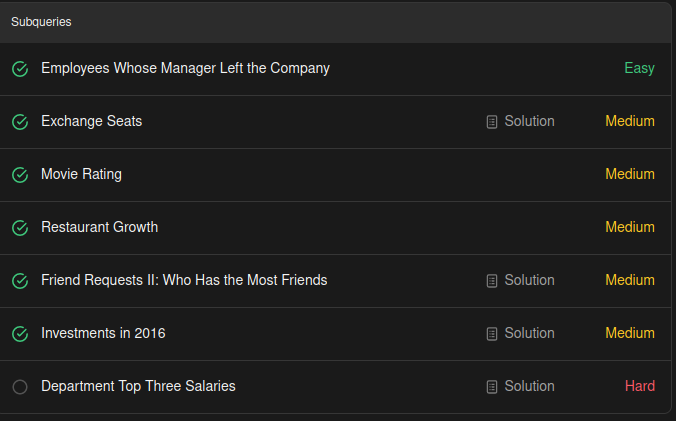 Subqueries
Employees Whose Manager Left the Company Easy
Exchange Seats Solution Medium
Movie Rating Medium
Restaurant Growth Medium
Friend Requests II: Who Has the Most Friends Solution Medium
Investments in 2016 Solution Medium
Department Top Three Salaries Solution Hard